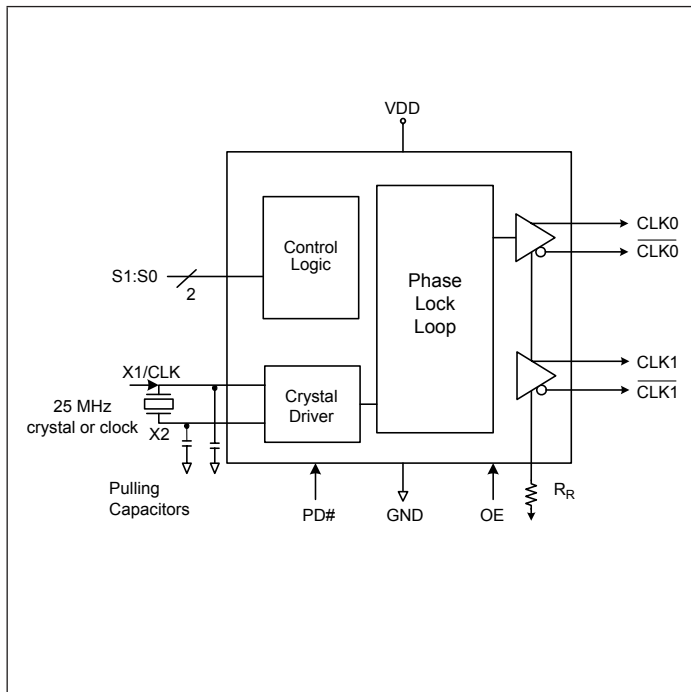 VDD
Control
Logic
S1:S0
2
Phase
Lock
Loop
CLK0
CLK0
X1/CLK
25 MHz
crystal or clock
X2
Crystal
Driver
CLK1
CLK1
Pulling
Capacitors
PD#
GND
OE
RR